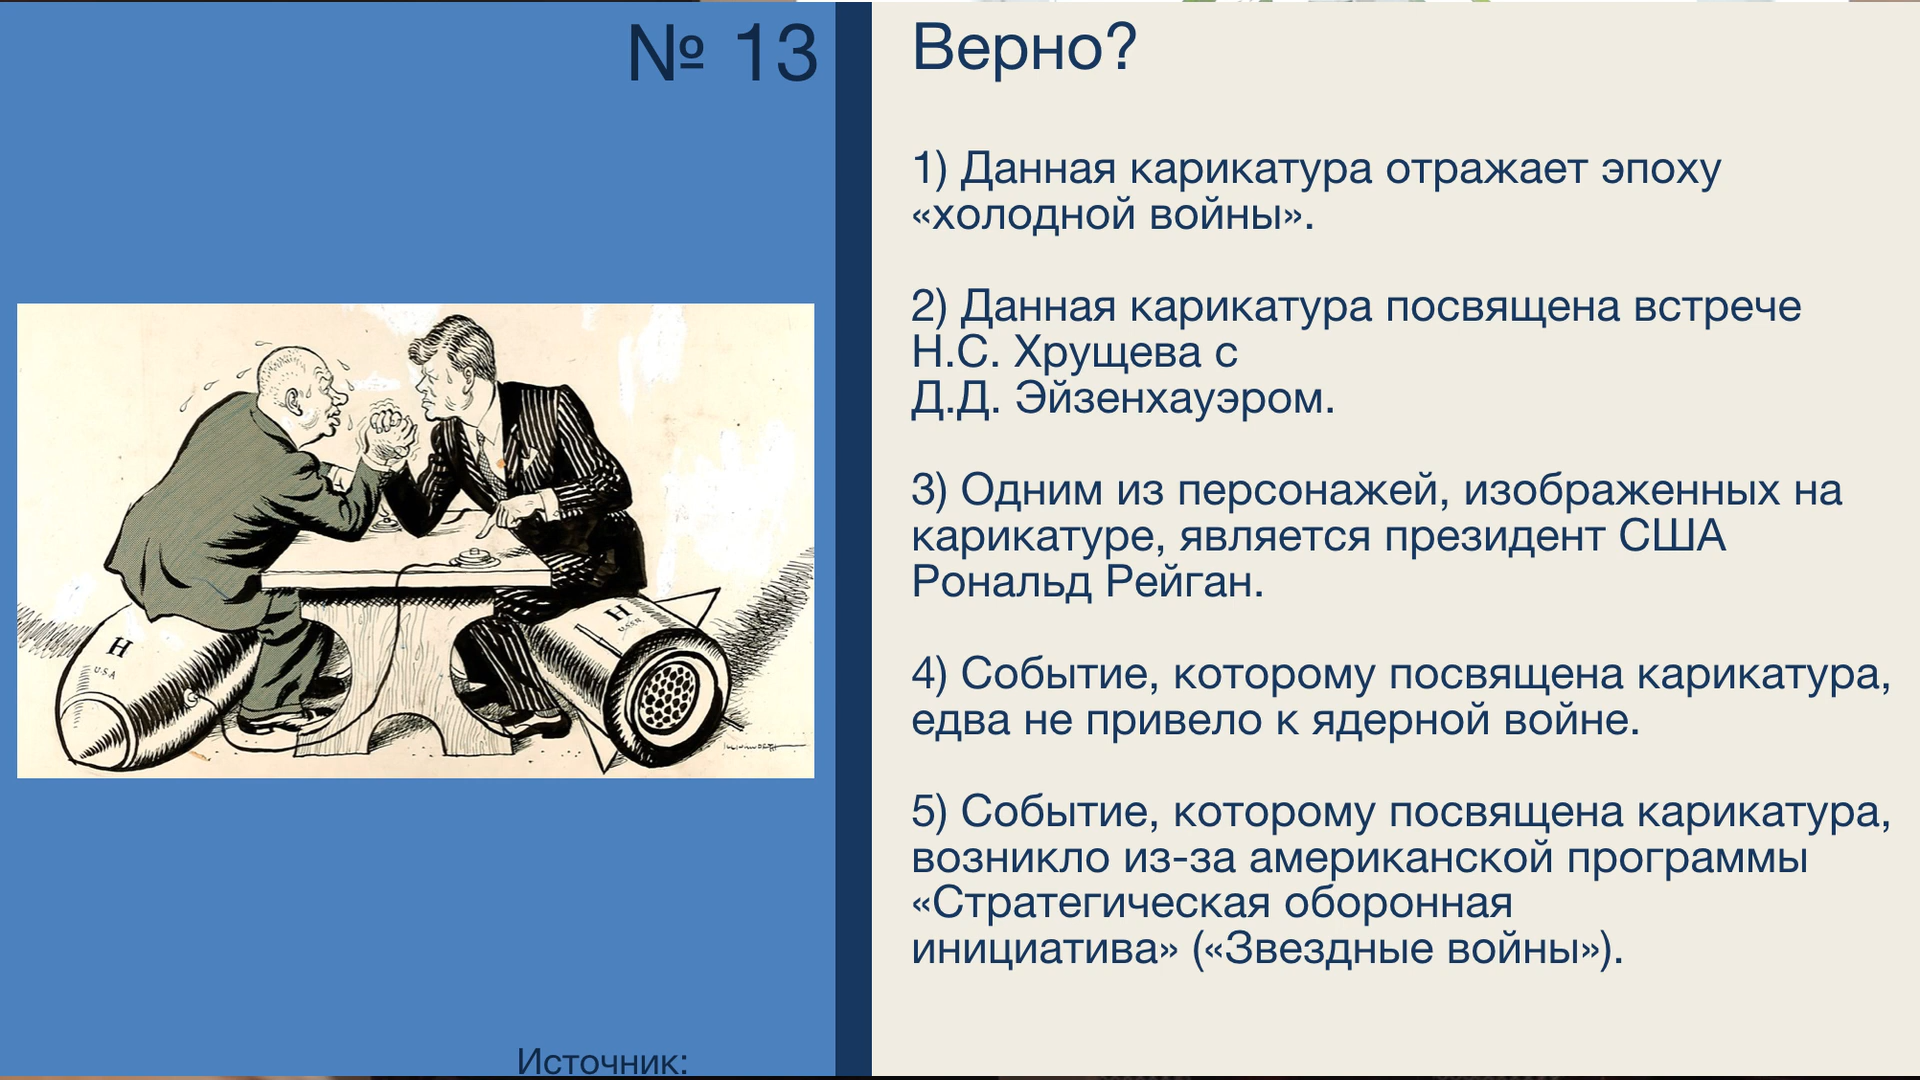 № 13
Верно?
1) Данная карикатура отражает эпоху
«холодной войны».
2) Данная карикатура посвящена встрече
Н.С. Хрущева с
Д.Д. Эйзенхауэром.
3) Одним из персонажей, изображенных на
карикатуре, является президент США
Рональд Рейган.
4) Событие, которому посвящена карикатура,
едва не привело к ядерной войне.
5) Событие, которому посвящена карикатура,
возникло из-за американской программы
«Стратегическая оборонная
инициатива» («Звездные войны»).
H
USA
H
USSR
Источник: